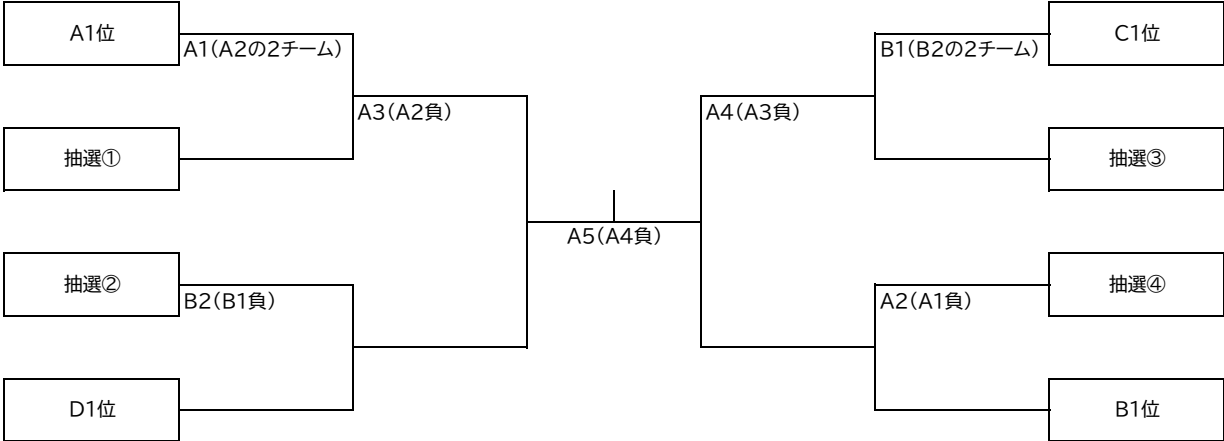 A1位
A1(A2の2チーム)
B1(B2の2チーム)
C1位
A3(A2負)
A4(A3負)
抽選①
抽選③
A5(A4負)
抽選②
B2(B1負)
A2(A1負)
抽選④
D1位
B1位